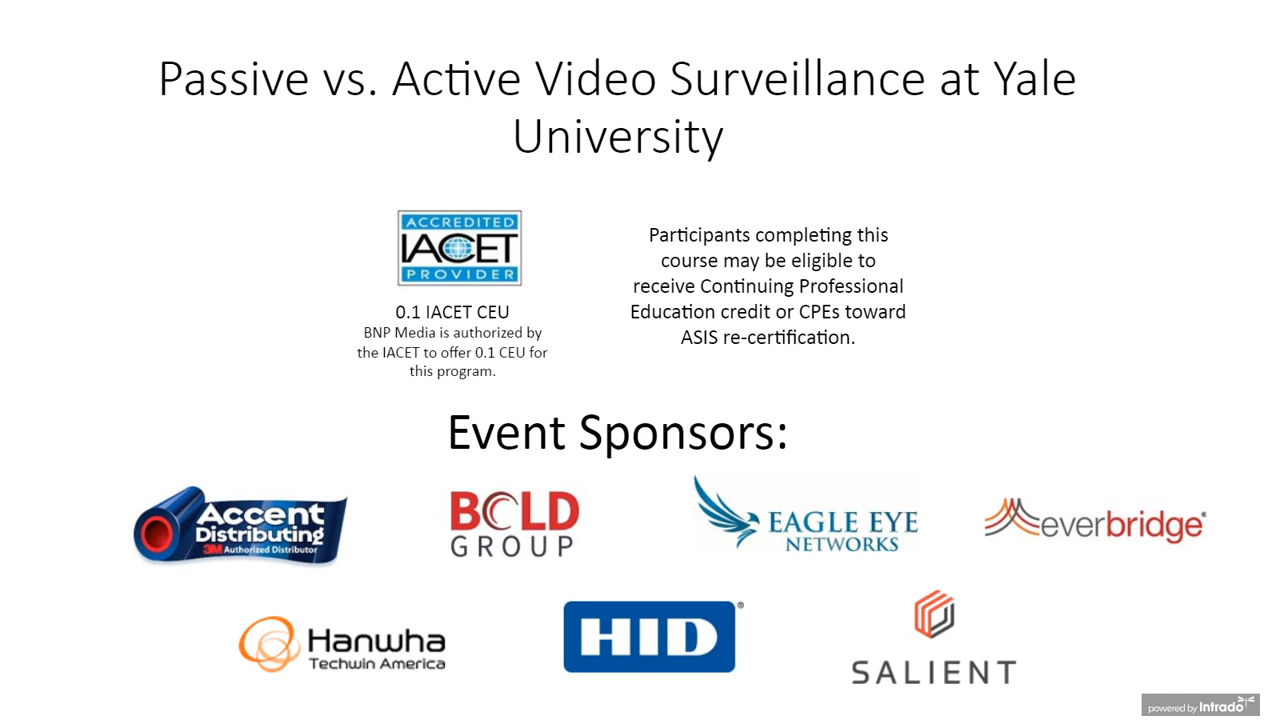 Passive vs. Active Video Surveillance at Yale
University
ACCREDITED
IACET
PROVIDER
0.1 IACET CEU
BNP Media is authorized by
the IACET to offer 0.1 CEU for
this program.
Participants completing this
course may be eligible to
receive Continuing Professional
Education credit or CPEs toward
ASIS re-certification.
Event Sponsors:
Accent
Distributing
3M Authorized Distributor
BOLD
GROUP
EAGLE EYE
NETWORKS
everbridge®
Hanwha
Techwin America
HID®
SALIENT
powered by Intrado